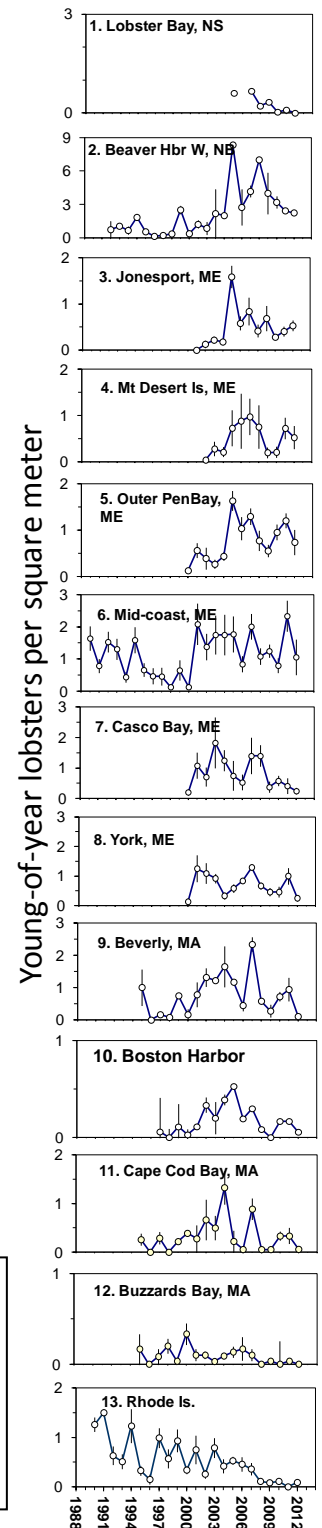 Young-of-year lobsters per square meter
1. Lobster Bay, NS
3
0
2. Beaver Hbr W, NB
9
6
3
0
3. Jonesport, ME
2
1
0
4. Mt Desert Is, ME
2
1
0
5. Outer PenBay,
ME
2
1
0
6. Mid-coast, ME
3
2
1
0
7. Casco Bay, ME
3
2
1
0
8. York, ME
3
2
1
0
9. Beverly, MA
3
2
1
0
10. Boston Harbor
1
0
11. Cape Cod Bay, MA
2
1
0
12. Buzzards Bay, MA
1
0
13. Rhode Is.
2
1
0
1988 1991 1994 1997 2000 2003 2006 2009 2012